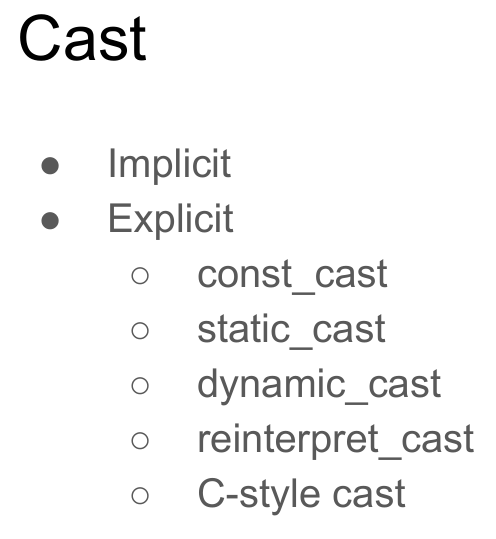 Cast
● Implicit
● Explicit
○ const_cast
○ static_cast
○ dynamic_cast
○ reinterpret_cast
○ C-style cast